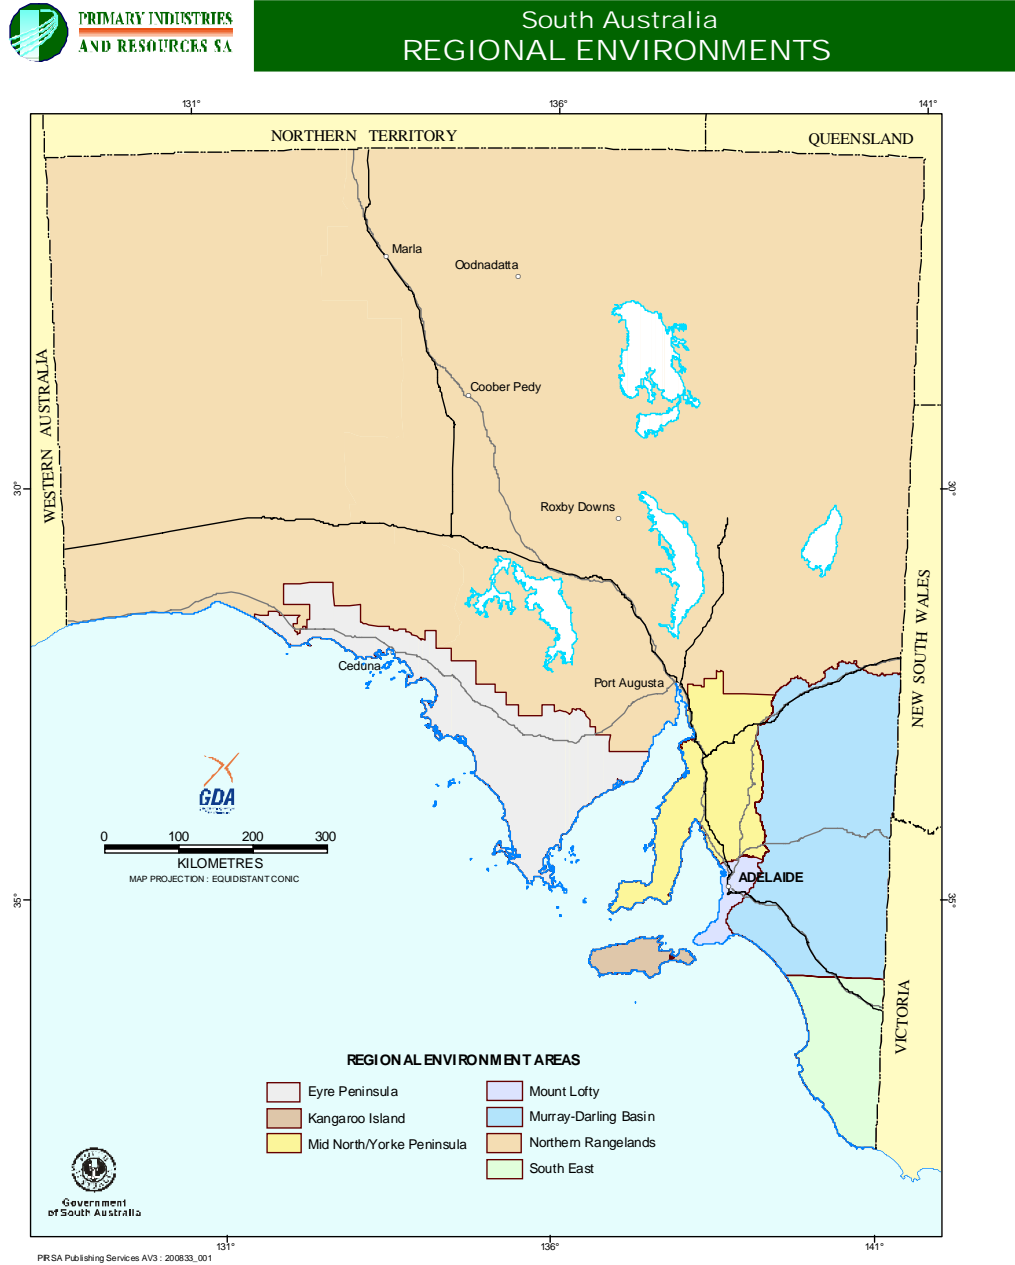 PRIMARY INDUSTRIES
AND RESOURCES SA
South Australia
REGIONAL ENVIRONMENTS
131°
136°
141°
NORTHERN TERRITORY
QUEENSLAND
Marla
Oodnadatta
WESTERN AUSTRALIA
Coober Pedy
30°
30°
Roxby Downs
NEW SOUTH WALES
Ceduna
Port Augusta
GDA
0 100 200 300
KILOMETRES
MAP PROJECTION : EQUIDISTANT CONIC
ADELAIDE
35°
35°
VICTORIA
REGIONAL ENVIRONMENT AREAS
Eyre Peninsula
Kangaroo Island
Mid North/Yorke Peninsula
Mount Lofty
Murray-Darling Basin
Northern Rangelands
South East
Government
of South Australia
131°
136°
141°
PIRSA Publishing Services AV3 : 200833_001